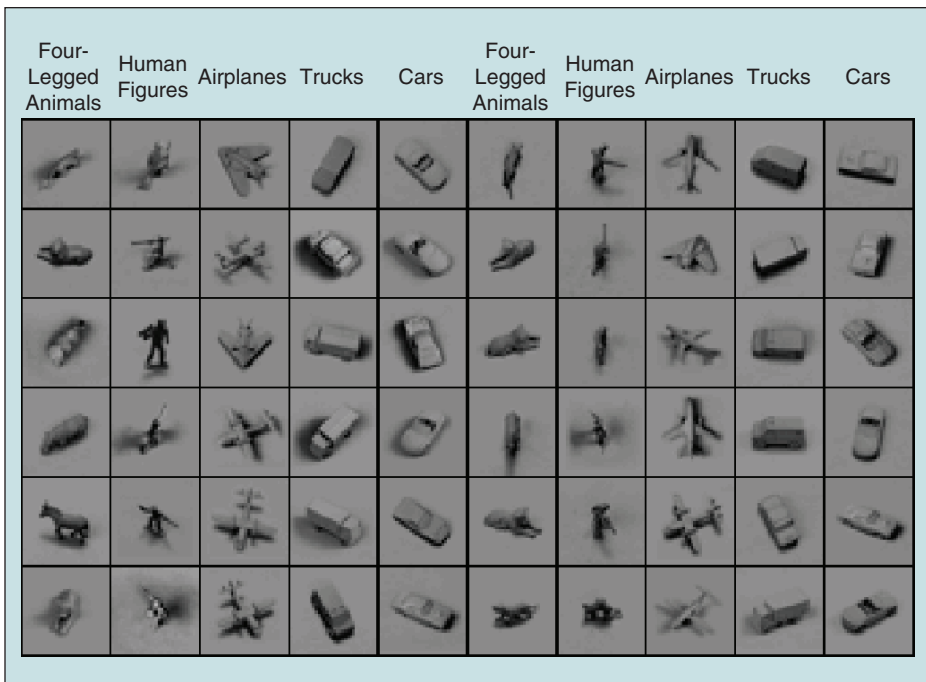 Four-
Legged
Animals
Human
Figures
Airplanes
Trucks
Cars
Four-
Legged
Animals
Human
Figures
Airplanes
Trucks
Cars